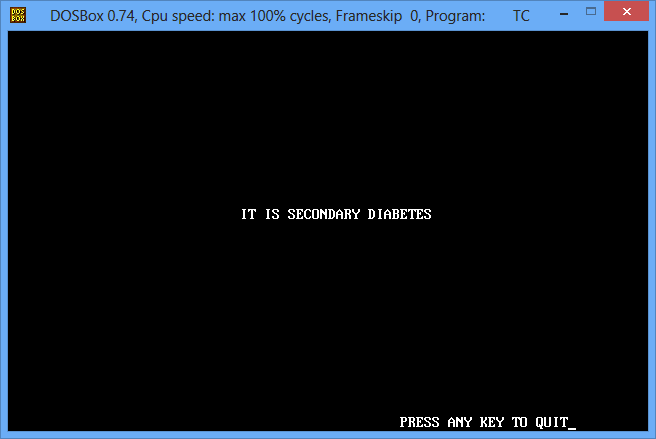 DOSBox 0.74, Cpu speed: max 100% cycles, Frameskip 0, Program: TC
IT IS SECONDARY DIABETES
PRESS ANY KEY TO QUIT_